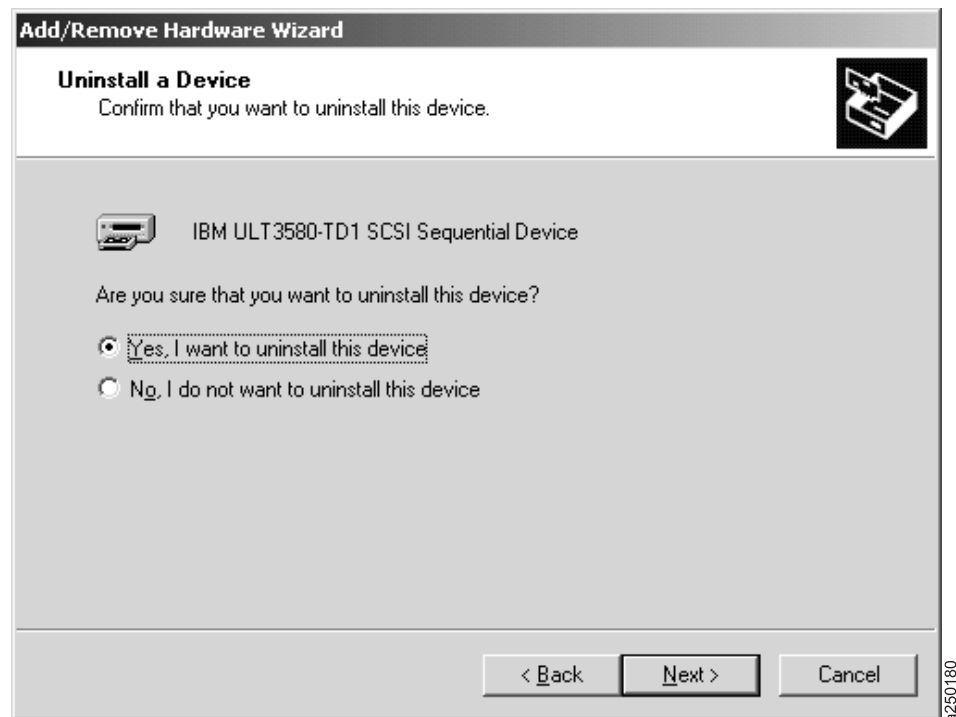 Add/Remove Hardware Wizard
Uninstall a Device
Confirm that you want to uninstall this device.
IBM ULT3580-TD1 SCSI Sequential Device
Are you sure that you want to uninstall this device?
Yes, I want to uninstall this device
No, I do not want to uninstall this device
< Back
Next >
Cancel
a250180